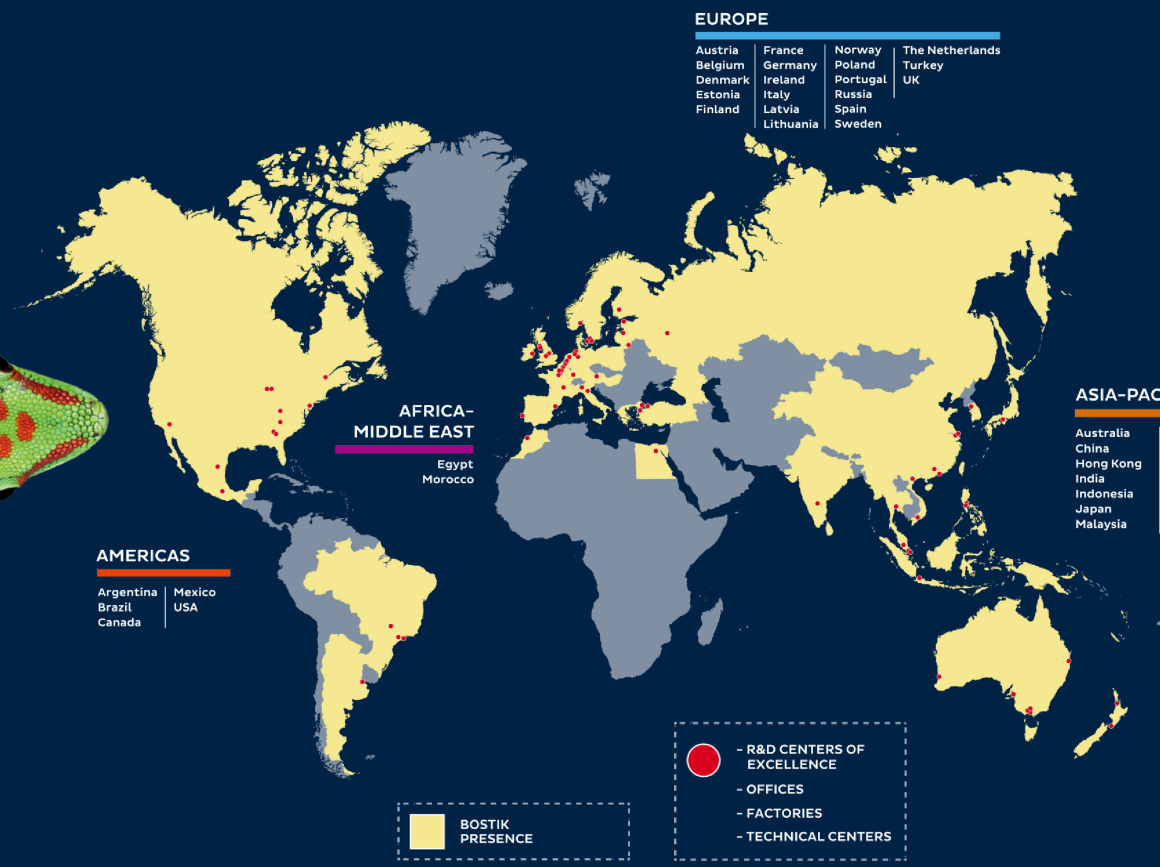 EUROPE
Austria
Belgium
Denmark
Estonia
Finland
France
Germany
Ireland
Italy
Latvia
Lithuania
Norway
Poland
Portugal
Russia
Spain
Sweden
The Netherlands
Turkey
UK
AFRICA-
MIDDLE EAST
Egypt
Morocco
ASIA-PAC
Australia
China
Hong Kong
India
Indonesia
Japan
Malaysia
AMERICAS
Argentina
Brazil
Canada
Mexico
USA
BOSTIK
PRESENCE
- R&D CENTERS OF
EXCELLENCE
- OFFICES
- FACTORIES
- TECHNICAL CENTERS